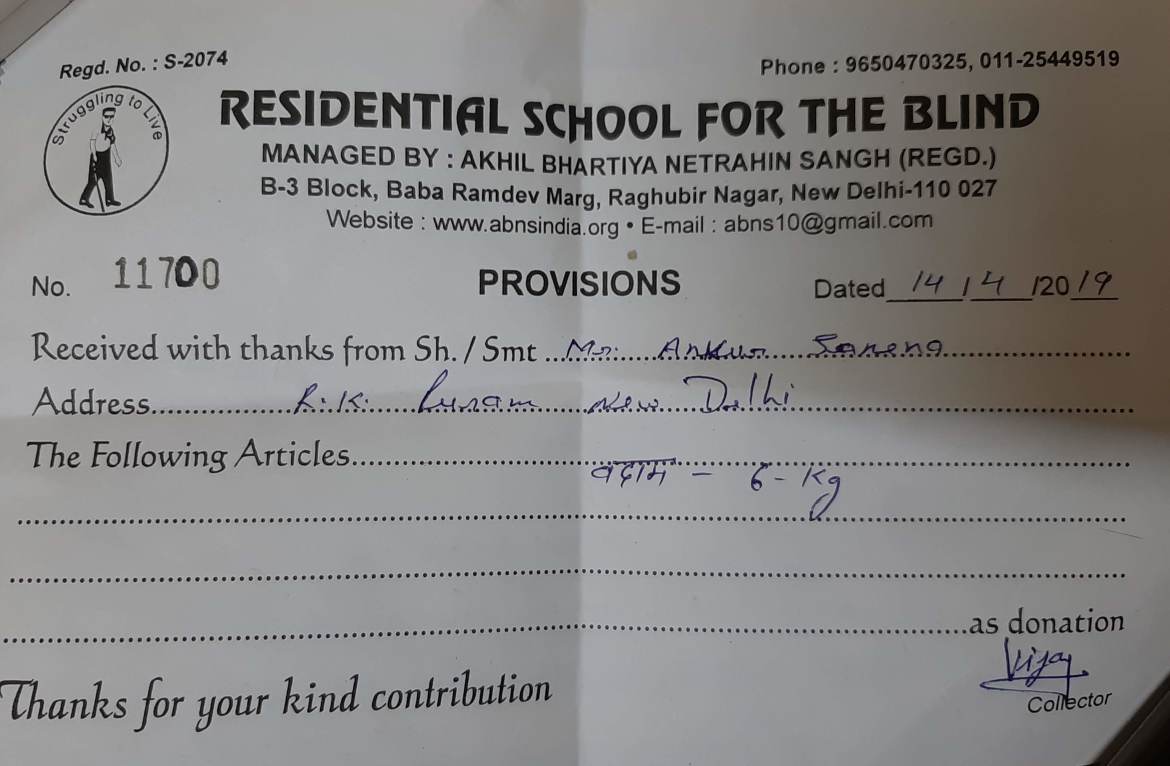 Regd. No. : S-2074
Phone : 9650470325, 011-25449519
Struggling to Live
RESIDENTIAL SCHOOL FOR THE BLIND
MANAGED BY : AKHIL BHARTIYA NETRAHIN SANGH (REGD.)
B-3 Block, Baba Ramdev Marg, Raghubir Nagar, New Delhi-110 027
Website : www.abnsindia.org • E-mail : abns10@gmail.com
No. 11700 PROVISIONS Dated 14/4/2019
Received with thanks from Sh. / Smt ... Mr. Ankur Saxena
Address R.K. Puram New Delhi
The Following Articles
बदाम - 6 - Kg
as donation
Vijay
Thanks for your kind contribution
Collector